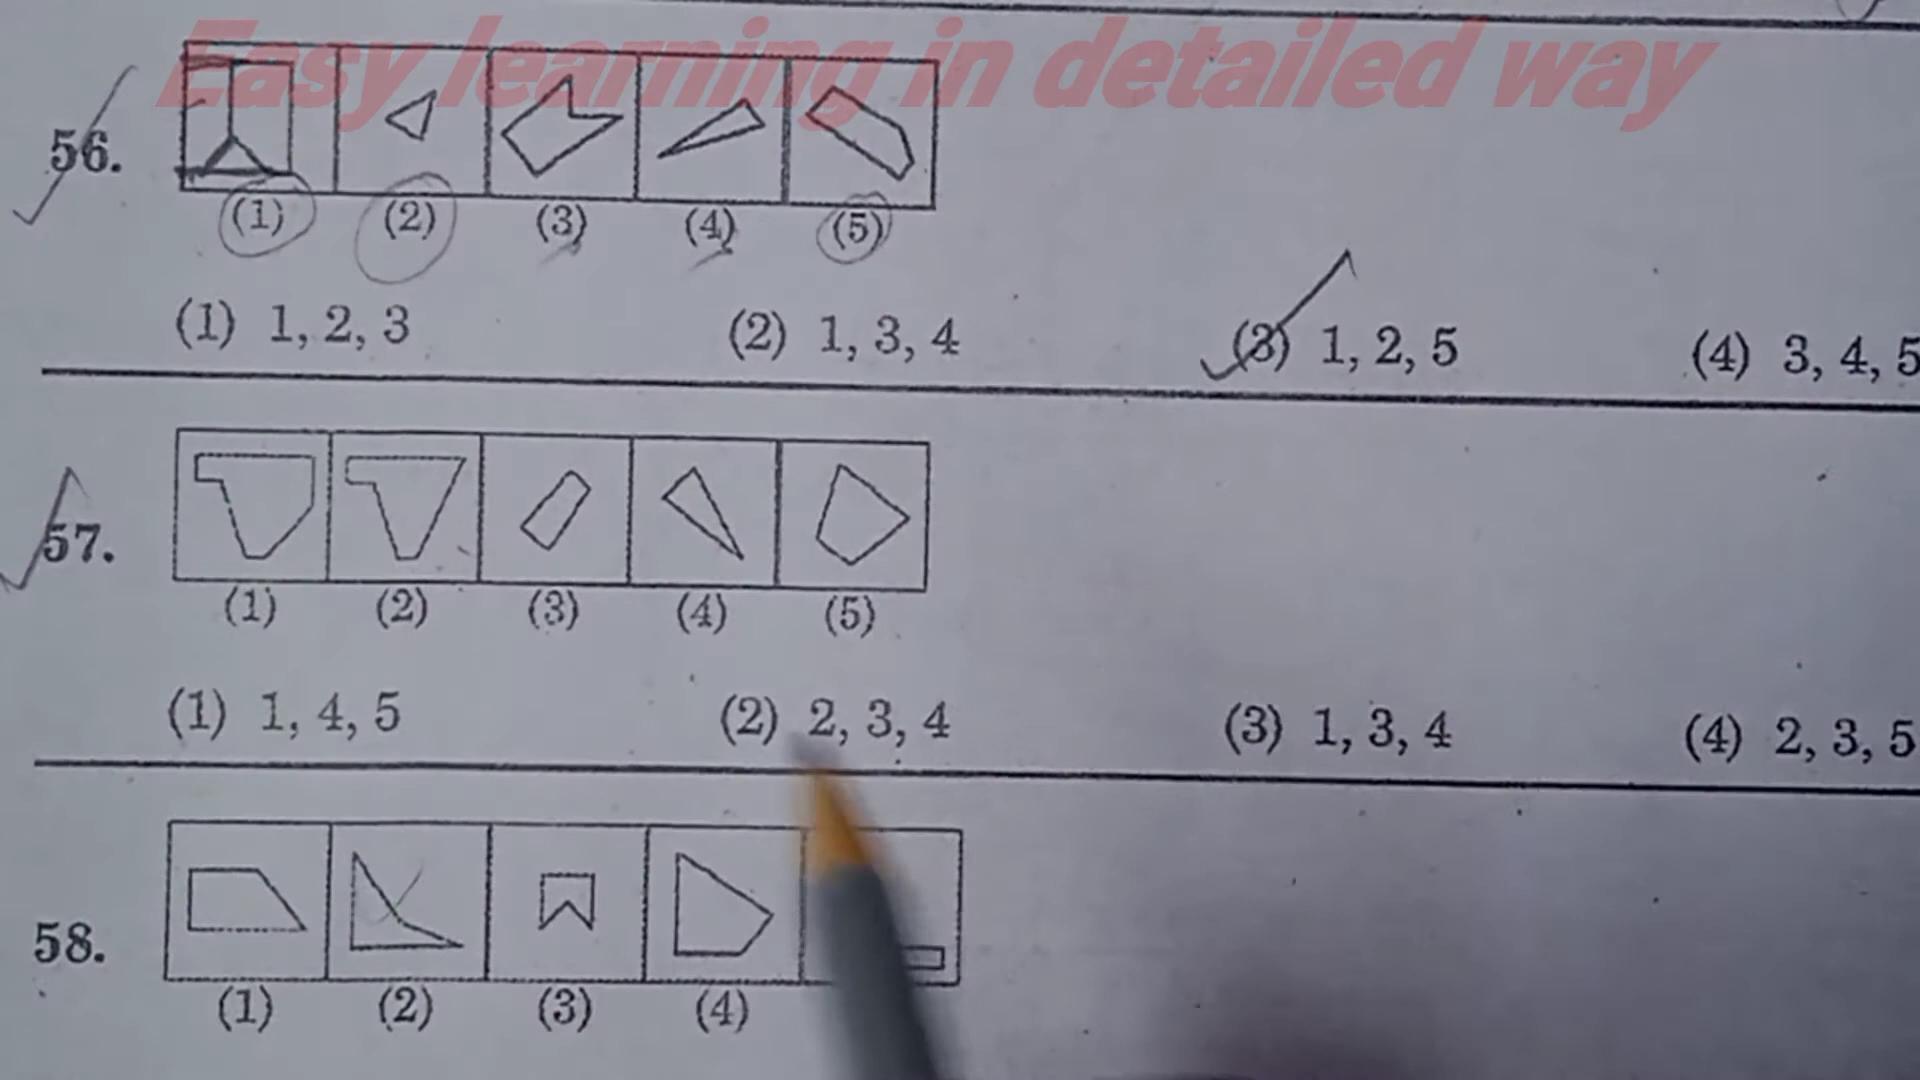 Easy learning in detailed way
56.
(1) (2) (3) (4) (5)
(1) 1, 2, 3 (2) 1, 3, 4 (3) 1, 2, 5 (4) 3, 4, 5
57.
(1) (2) (3) (4) (5)
(1) 1, 4, 5 (2) 2, 3, 4 (3) 1, 3, 4 (4) 2, 3, 5
58.
(1) (2) (3) (4)